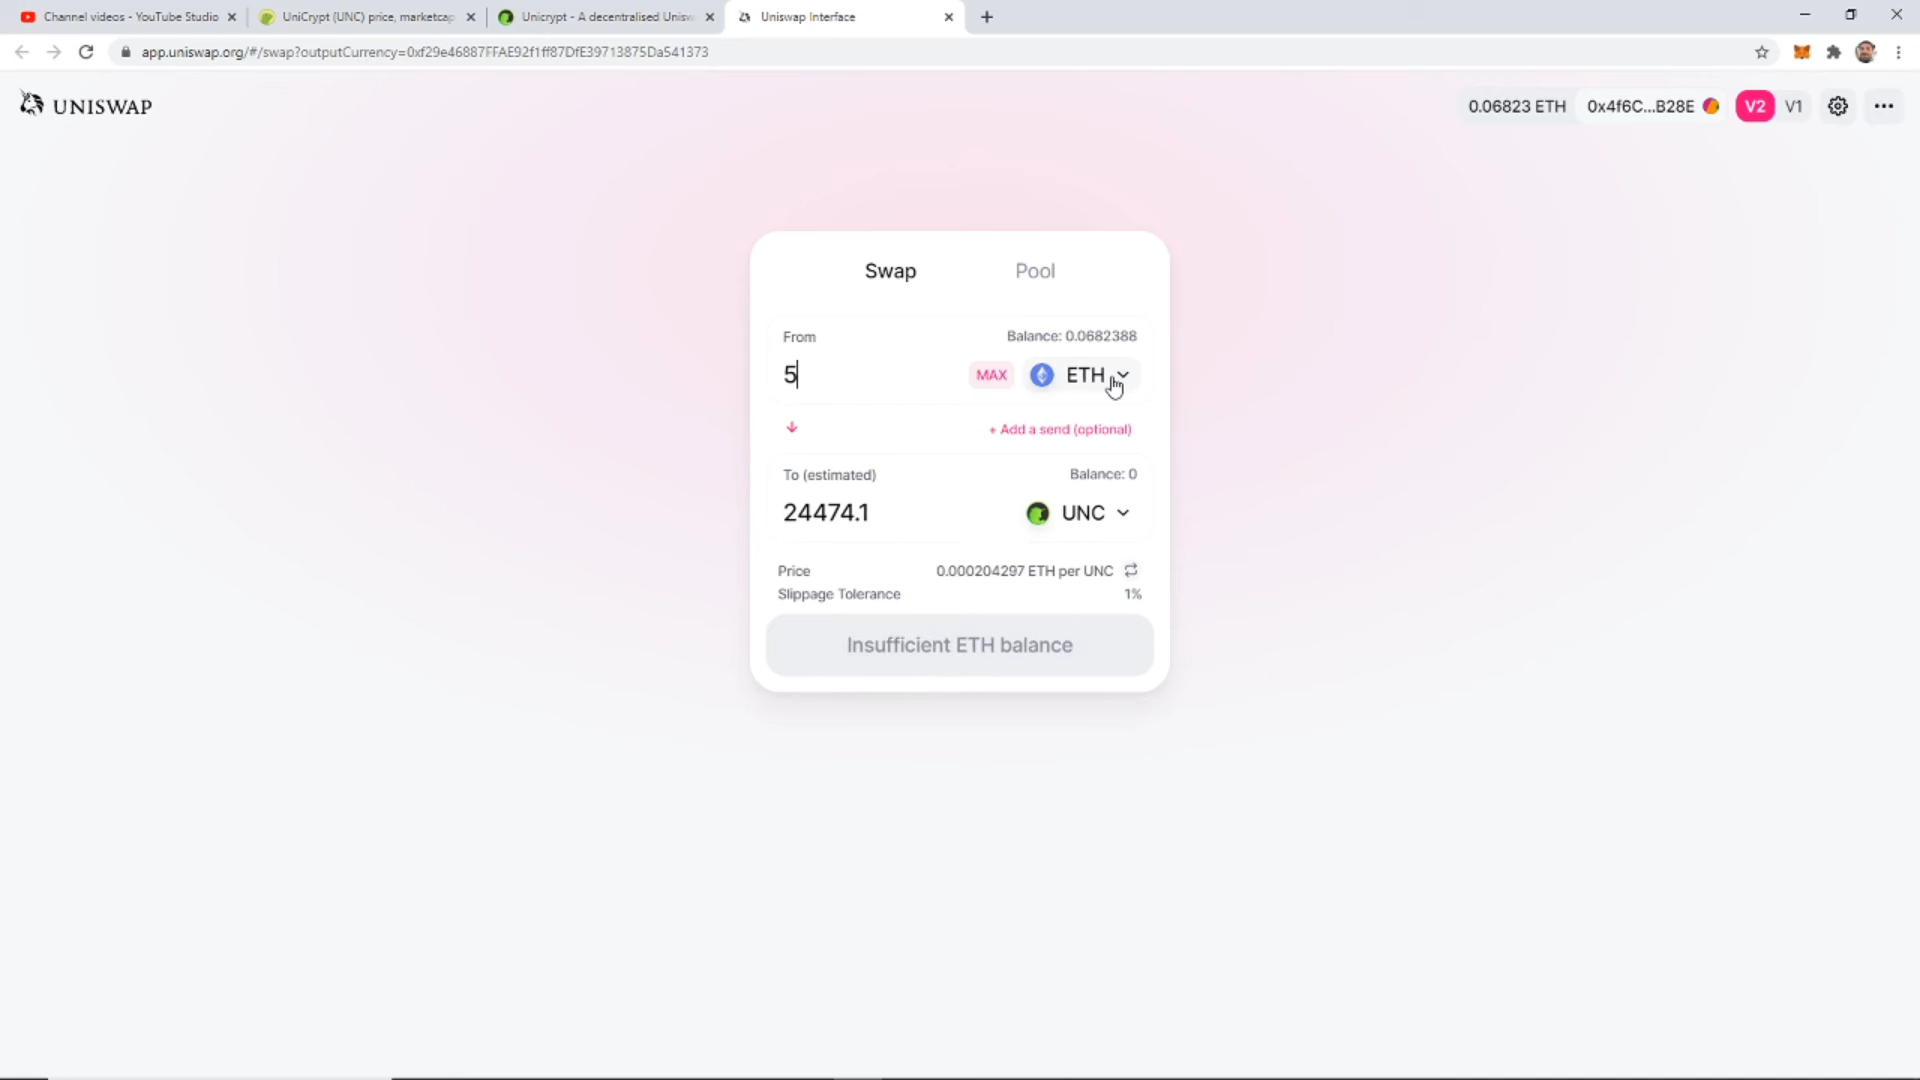 Channel videos - YouTube Studio
UniCrypt (UNC) price, marketcap
Unicrypt - A decentralised Unisw
Uniswap Interface
app.uniswap.org/#/swap?outputCurrency=0xf29e46887FFAE92f1ff87DfE39713875Da541373
UNISWAP
0.06823 ETH
0x4f6C...B28E
V2
V1
Swap
Pool
From
Balance: 0.0682388
5
MAX
ETH
+ Add a send (optional)
To (estimated)
Balance: 0
24474.1
UNC
Price
0.000204297 ETH per UNC
Slippage Tolerance
1%
Insufficient ETH balance